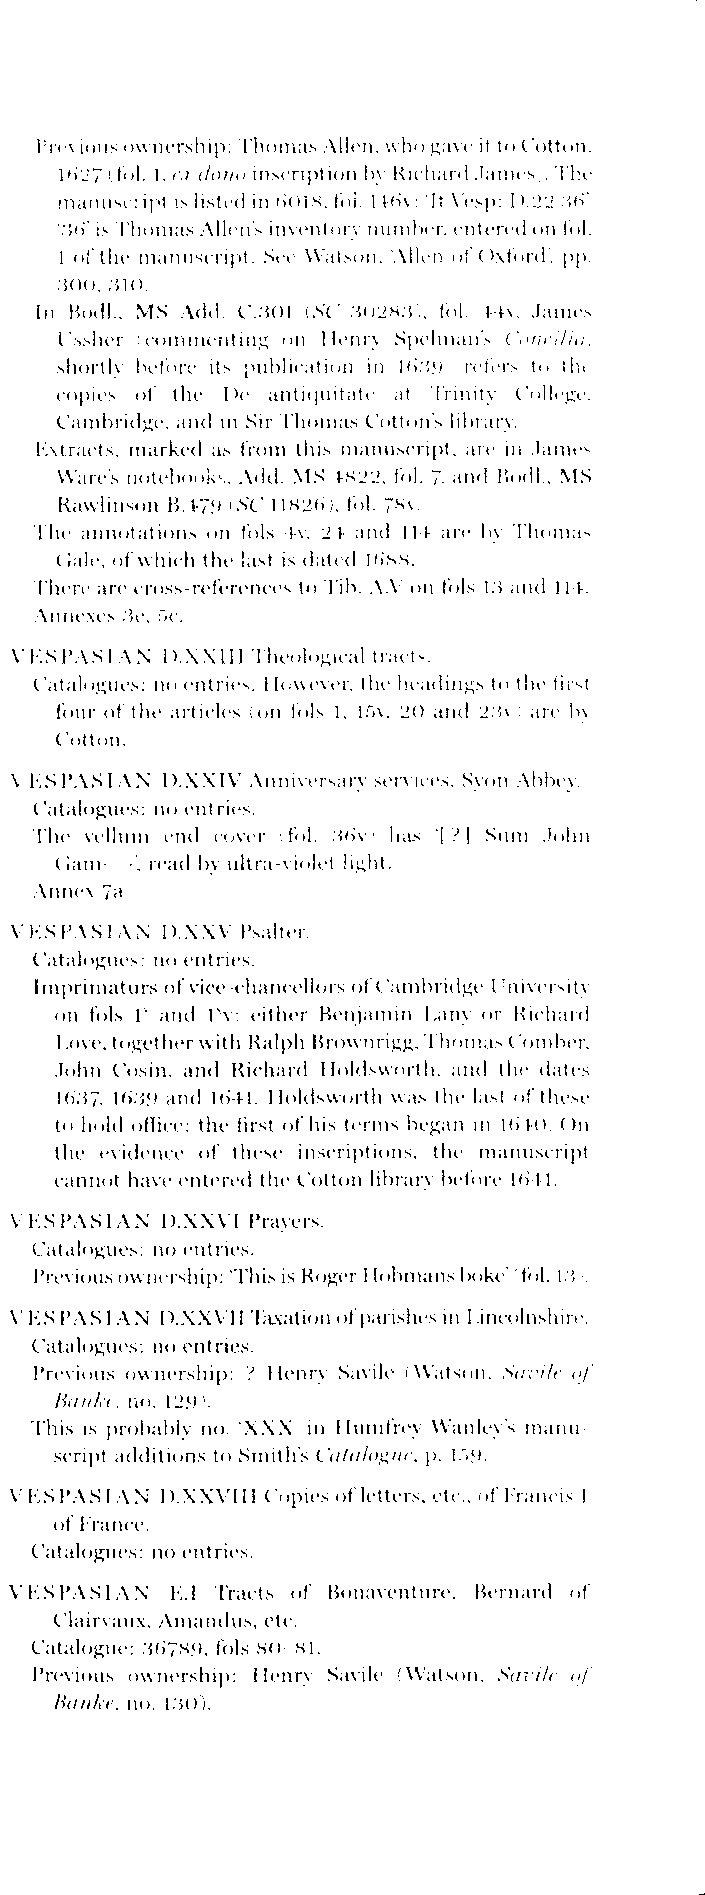 Previous ownership: Thomas Allen, who gave it to Cotton,
1627 (fol. 1, ex dono inscription by Richard James). The
manuscript is listed in 6018, fol. 146v: 'It Vesp: D.22 36'
'36' is Thomas Allen's inventory number, entered on fol.
1 of the manuscript. See Watson, 'Allen of Oxford', pp.
300, 310.
In Bodl., MS Add. C.301 (SC 30283), fol. 44v, James
Ussher (commenting on Henry Spelman's Concilia,
shortly before its publication in 1639) refers to the
copies of the De antiquitate at Trinity College,
Cambridge, and in Sir Thomas Cotton's library.
Extracts, marked as from this manuscript, are in James
Ware's notebooks, Add. MS 4822, fol. 7, and Bodl., MS
Rawlinson B.479 (SC 11826), fol. 78v.
The annotations on fols 4v, 24 and 114 are by Thomas
Gale, of which the last is dated 1688.
There are cross-references to Tib. A.V on fols 13 and 114.
Annexes 3e, 5c.
VESPASIAN D.XXIII Theological tracts.
Catalogues: no entries. However, the headings to the first
four of the articles (on fols 1, 15v, 20 and 23v) are by
Cotton.
VESPASIAN D.XXIV Anniversary services, Syon Abbey.
Catalogues: no entries.
The vellum end cover (fol. 36v) has '[?] Sum John
Gam- -', read by ultra-violet light.
Annex 7a
VESPASIAN D.XXV Psalter.
Catalogues: no entries.
Imprimaturs of vice-chancellors of Cambridge University
on fols 1* and 1*v: either Benjamin Lany or Richard
Love, together with Ralph Brownrigg, Thomas Comber,
John Cosin, and Richard Holdsworth, and the dates
1637, 1639 and 1641. Holdsworth was the last of these
to hold office: the first of his terms began in 1640. On
the evidence of these inscriptions, the manuscript
cannot have entered the Cotton library before 1641.
VESPASIAN D.XXVI Prayers.
Catalogues: no entries.
Previous ownership: 'This is Roger Hobmans boke' (fol. 13).
VESPASIAN D.XXVII Taxation of parishes in Lincolnshire.
Catalogues: no entries.
Previous ownership: ? Henry Savile (Watson, Savile of
Banke, no. 129).
This is probably no. 'XXX' in Humfrey Wanley's manu-
script additions to Smith's Catalogue, p. 159.
VESPASIAN D.XXVIII Copies of letters, etc., of Francis I
of France.
Catalogues: no entries.
VESPASIAN E.I Tracts of Bonaventure, Bernard of
Clairvaux, Amandus, etc.
Catalogue: 36789, fols 80-81.
Previous ownership: Henry Savile (Watson, Savile of
Banke, no. 130).